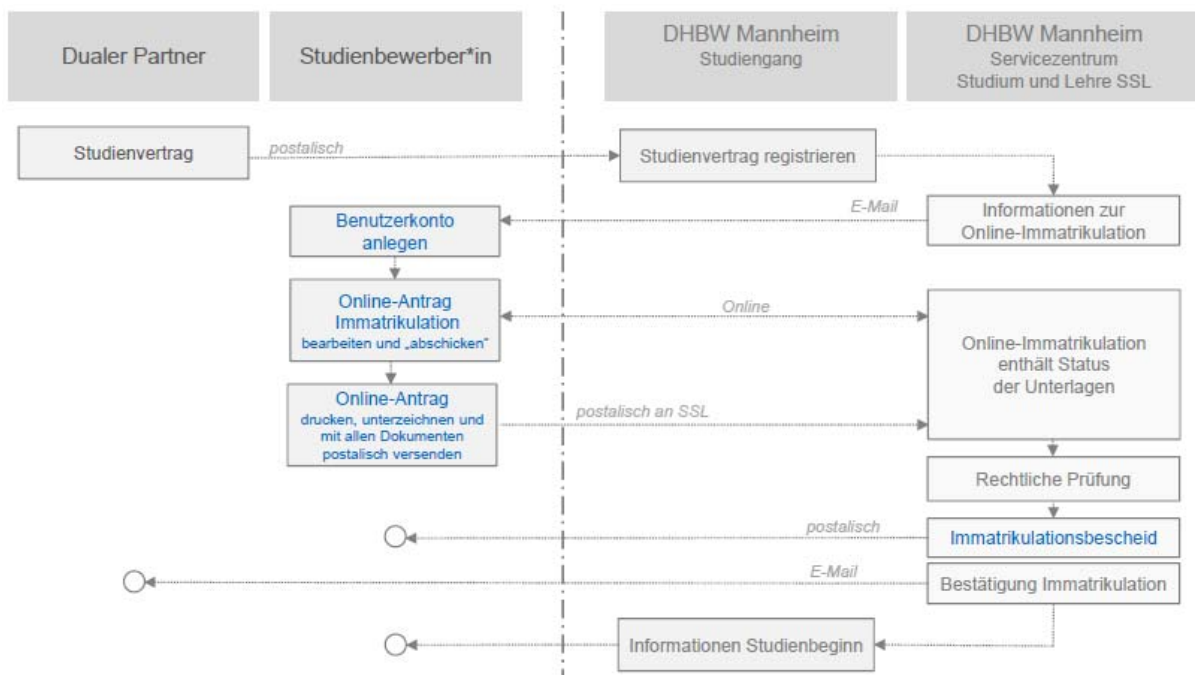 Dualer Partner
Studienbewerber*in
DHBW Mannheim
Studiengang
DHBW Mannheim
Servicezentrum
Studium und Lehre SSL
Studienvertrag
postalisch
Studienvertrag registrieren
Informationen zur
Online-Immatrikulation
E-Mail
Benutzerkonto
anlegen
Online-Antrag
Immatrikulation
bearbeiten und „abschicken“
Online
Online-Immatrikulation
enthält Status
der Unterlagen
Online-Antrag
drucken, unterzeichnen und
mit allen Dokumenten
postalisch versenden
postalisch an SSL
Rechtliche Prüfung
postalisch
Immatrikulationsbescheid
E-Mail
Bestätigung Immatrikulation
Informationen Studienbeginn